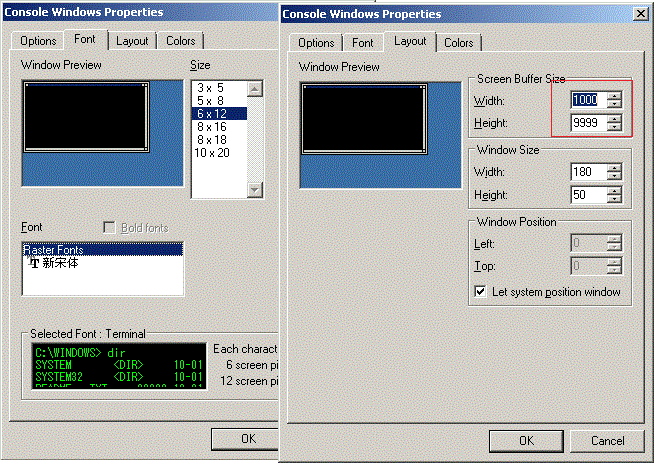 Console Windows Properties
Options Font Layout Colors
Window Preview
Size
3 x 5
5 x 8
6 x 12
8 x 16
8 x 18
10 x 20
Font
Bold fonts
Raster Fonts
新宋体
Selected Font : Terminal
C:\WINDOWS> dir
SYSTEM <DIR> 10-01
SYSTEM32 <DIR> 10-01
Each charact
6 screen pi
12 screen pi
OK
Console Windows Properties
Options Font Layout Colors
Window Preview
Screen Buffer Size
Width: 1000
Height: 9999
Window Size
Width: 180
Height: 50
Window Position
Left: 0
Top: 0
Let system position window
OK Cancel